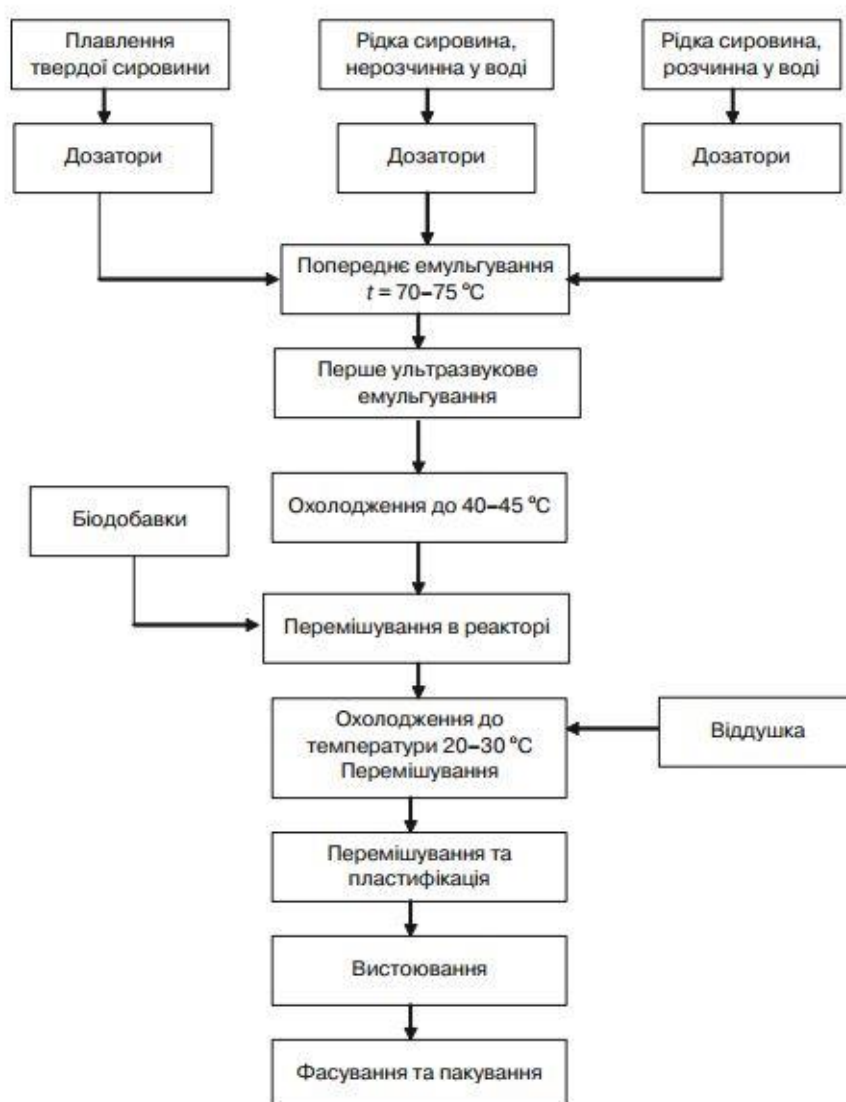 Плавлення
твердої сировини
Рідка сировина,
нерозчинна у воді
Рідка сировина,
розчинна у воді
Дозатори
Дозатори
Дозатори
Попереднє емульгування
t = 70–75 °C
Перше ультразвукове
емульгування
Охолодження до 40–45 °C
Біодобавки
Перемішування в реакторі
Охолодження до
температури 20–30 °C
Перемішування
Віддушка
Перемішування та
пластифікація
Вистоювання
Фасування та пакування